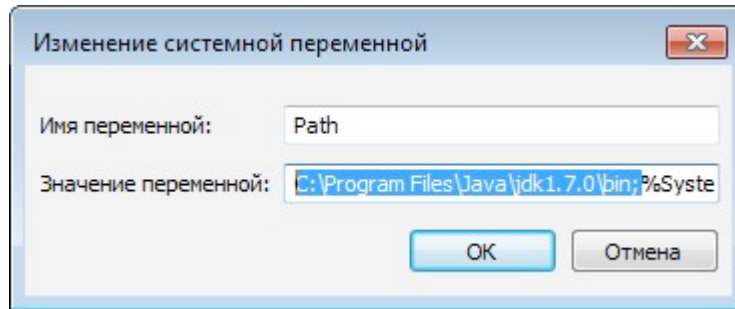 Изменение системной переменной
Имя переменной: Path
Значение переменной: C:\Program Files\Java\jdk1.7.0\bin;%Syste
OK Отмена